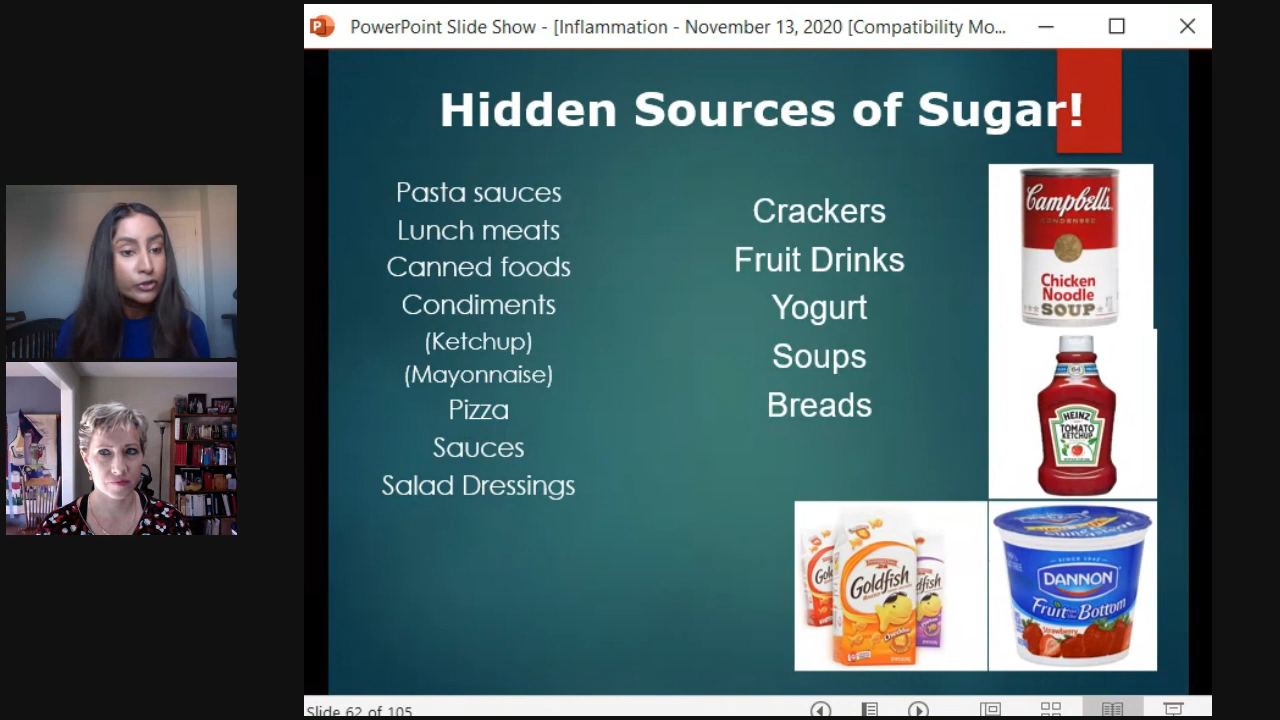 PowerPoint Slide Show - [Inflammation - November 13, 2020 [Compatibility Mo...
Hidden Sources of Sugar!
Pasta sauces
Lunch meats
Canned foods
Condiments
(Ketchup)
(Mayonnaise)
Pizza
Sauces
Salad Dressings
Crackers
Fruit Drinks
Yogurt
Soups
Breads
Campbell's
CONDENSED
Chicken
Noodle
SOUP
HEINZ
TOMATO
KETCHUP
Goldfish
Cheddar
DANNON
Fruit on the Bottom
Strawberry
Slide 62 of 105